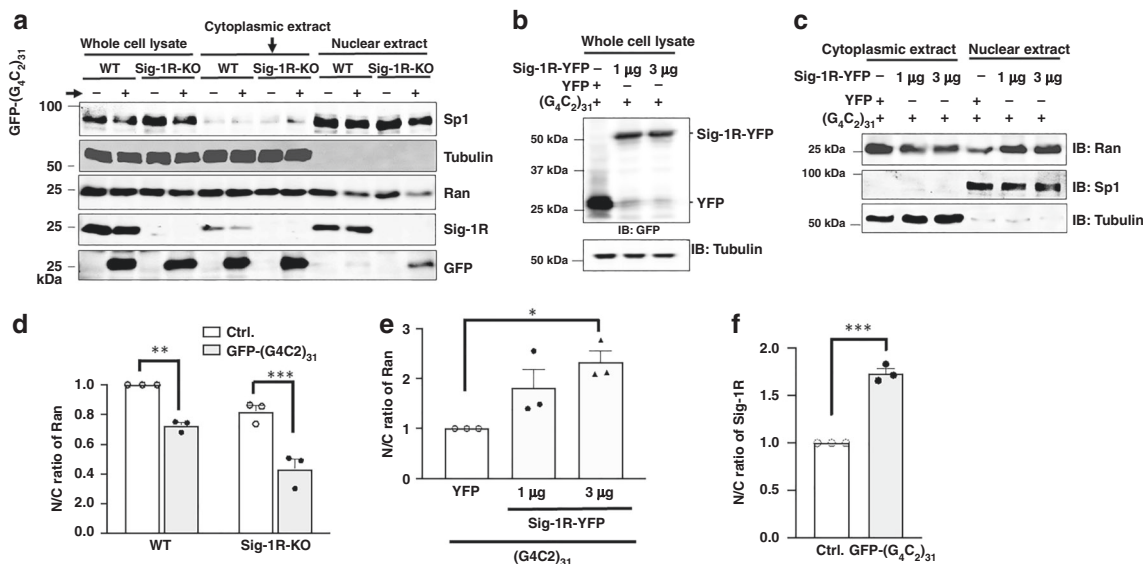 a
Cytoplasmic extract
Whole cell lysate
Nuclear extract
WT Sig-1R-KO WT Sig-1R-KO WT Sig-1R-KO
GFP-(G4C2)31
– + – + – + – + – + – +
100
Sp1
50
Tubulin
25
Ran
25
Sig-1R
25
GFP
kDa
b
Whole cell lysate
Sig-1R-YFP – 1 µg 3 µg
YFP + – –
(G4C2)31 + + +
50 kDa
Sig-1R-YFP
37 kDa
25 kDa
YFP
IB: GFP
IB: Tubulin
50 kDa
c
Cytoplasmic extract Nuclear extract
Sig-1R-YFP – 1 µg 3 µg – 1 µg 3 µg
YFP + – – + – –
(G4C2)31 + + + + + +
25 kDa
IB: Ran
100 kDa
IB: Sp1
50 kDa
IB: Tubulin
d
Ctrl.
GFP-(G4C2)31
**
***
N/C ratio of Ran
1.0
0.8
0.6
0.4
0.2
0.0
WT Sig-1R-KO
e
*
N/C ratio of Ran
3
2
1
0
YFP 1 µg 3 µg
Sig-1R-YFP
(G4C2)31
f
***
N/C ratio of Sig-1R
2.0
1.5
1.0
0.5
0.0
Ctrl. GFP-(G4C2)31